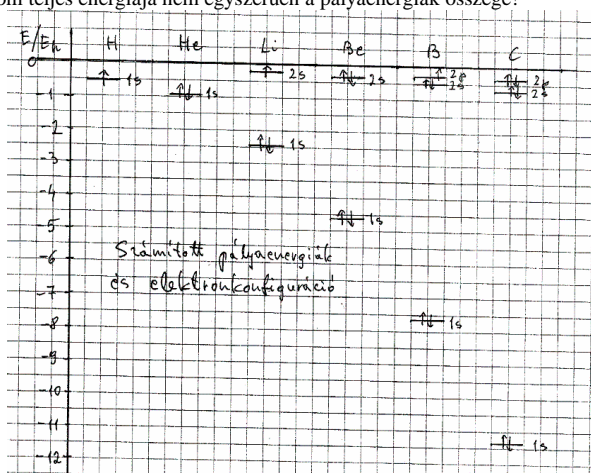 om teljes energiája nem egyszerűen a pályaenergiák összege?
E/Eh H He Li Be B C
0
1s 1s 2s 2s 2p 2s 2p 2s
-1
-2
1s
-3
-4
1s
-5
-6
Számított pályaenergiák
és elektronkonfiguráció
-7
-8
1s
-9
-10
-11
1s
-12